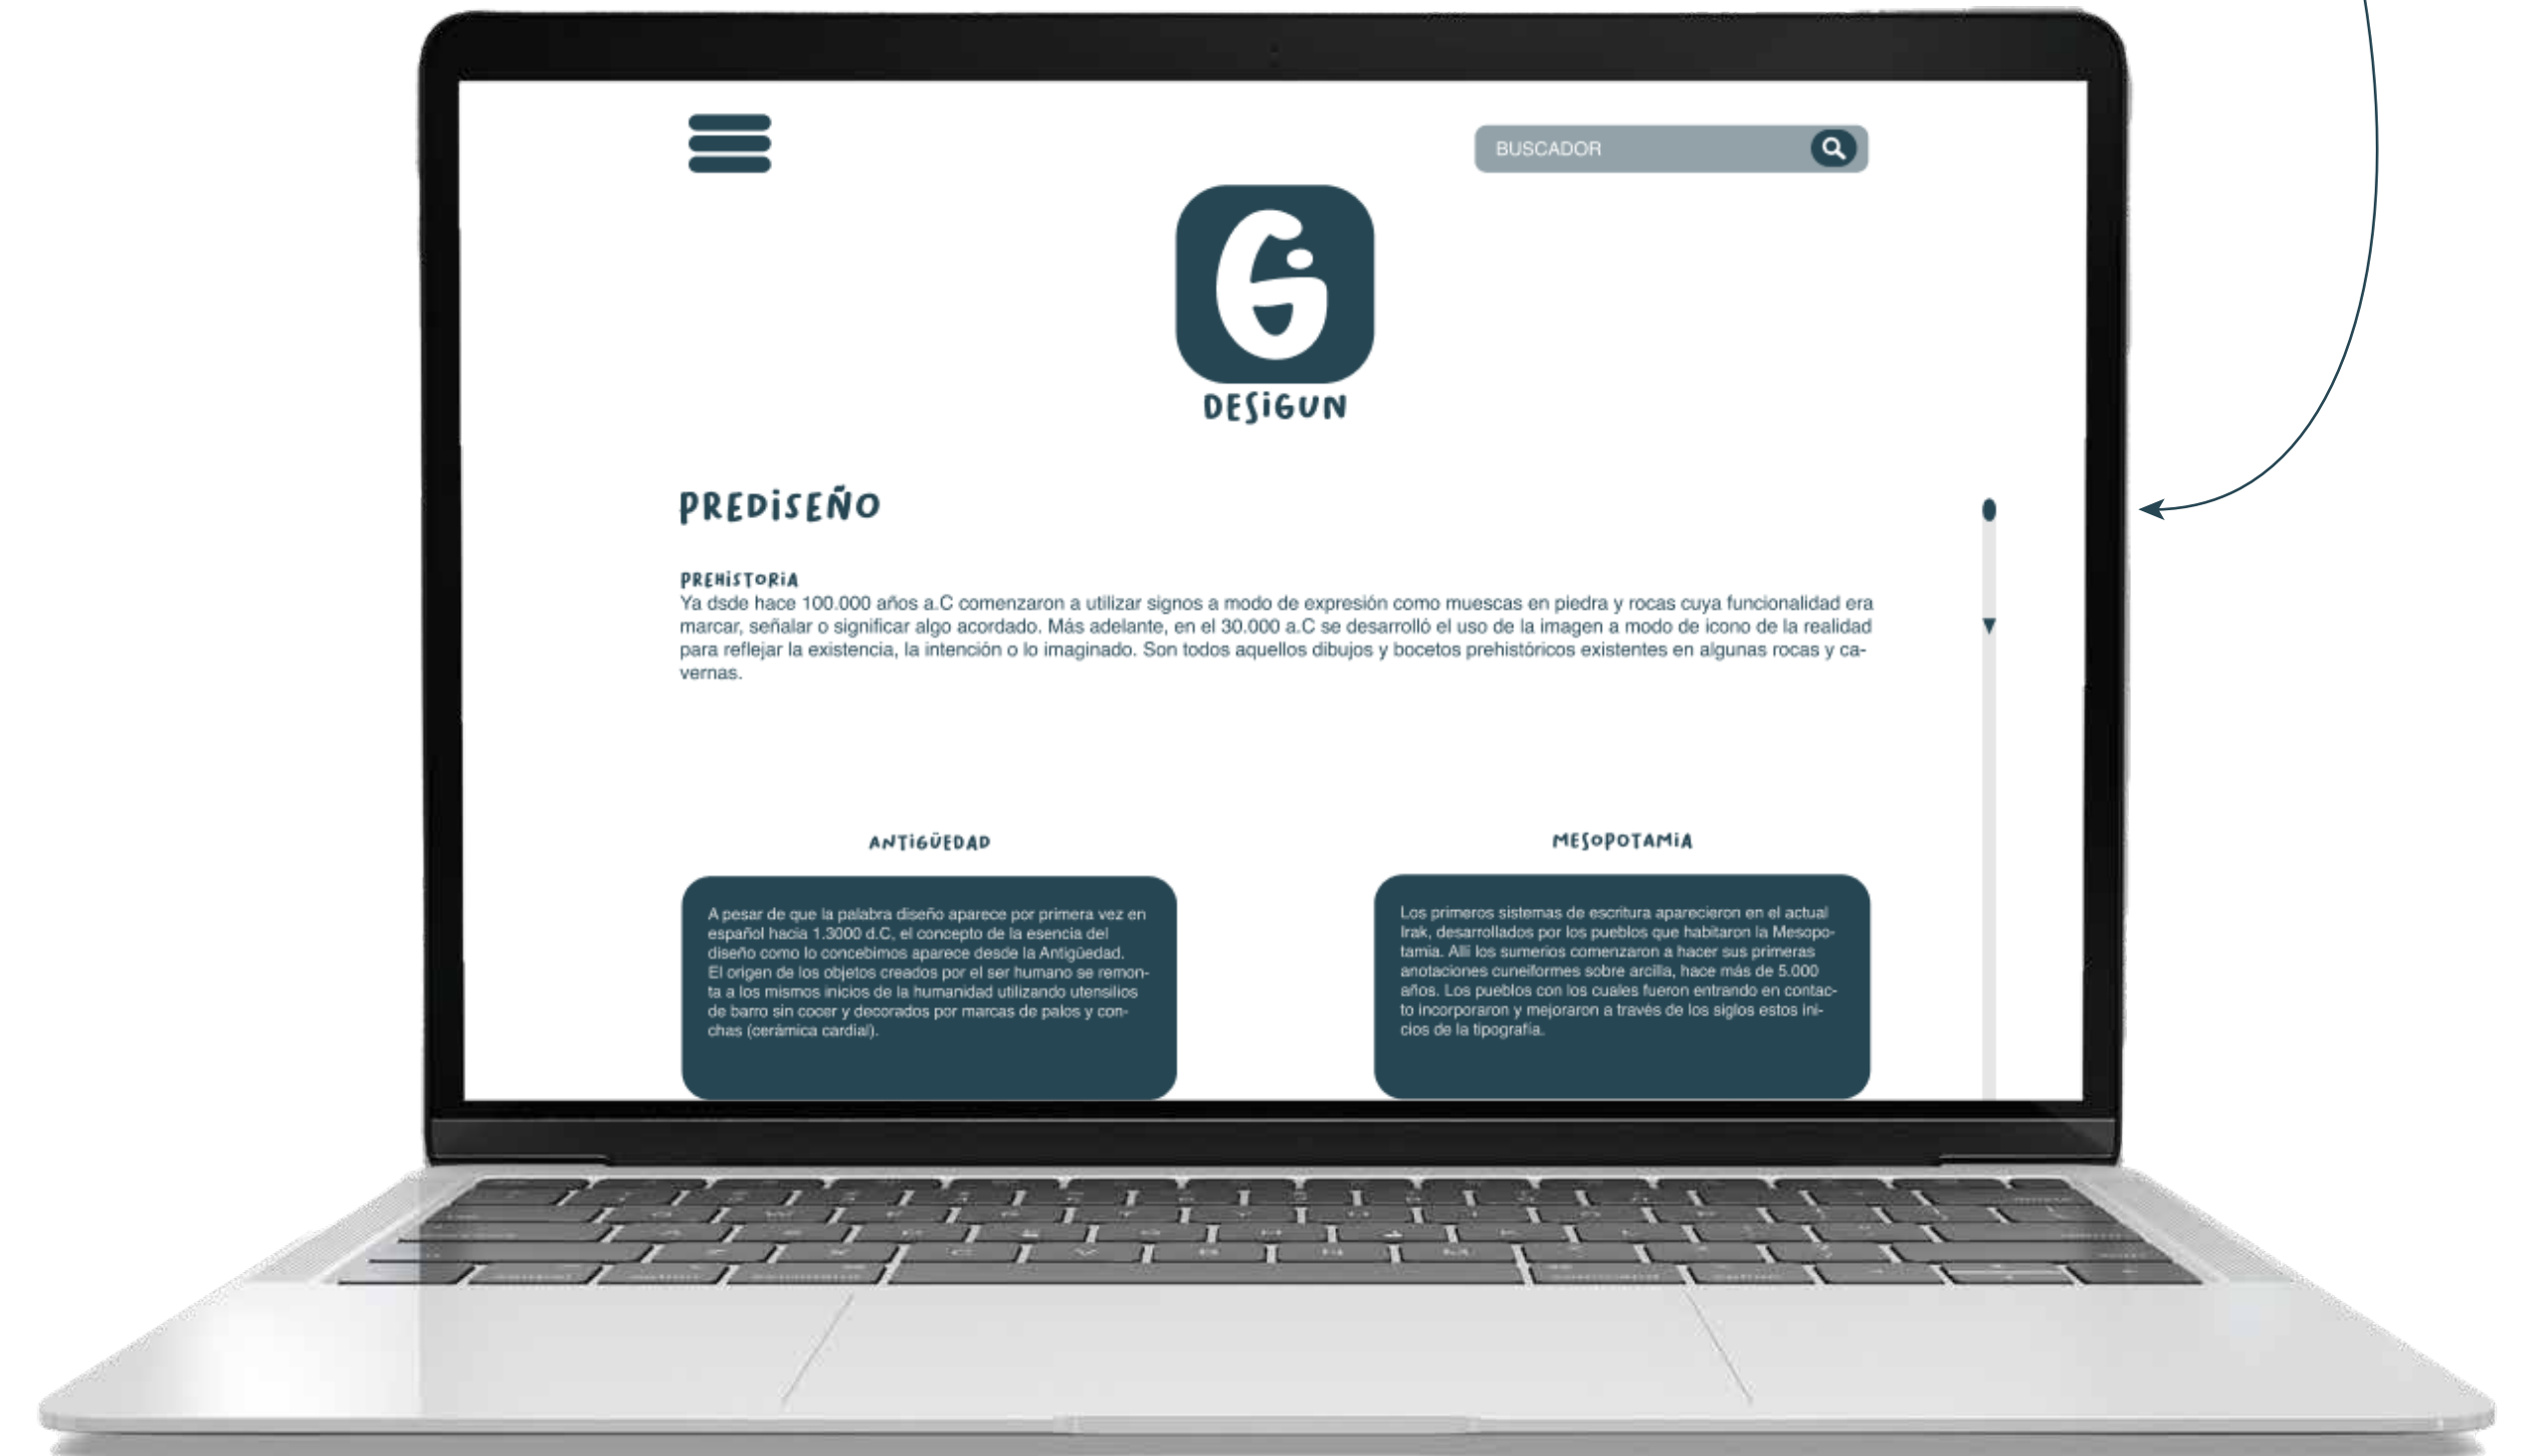 BUSCADOR
DESiGUN
PREDiSEÑO
PREHiSTORiA
Ya dsde hace 100.000 años a.C comenzaron a utilizar signos a modo de expresión como muescas en piedra y rocas cuya funcionalidad era
marcar, señalar o significar algo acordado. Más adelante, en el 30.000 a.C se desarrolló el uso de la imagen a modo de icono de la realidad
para reflejar la existencia, la intención o lo imaginado. Son todos aquellos dibujos y bocetos prehistóricos existentes en algunas rocas y ca-
vernas.
ANTiGÜEDAD
A pesar de que la palabra diseño aparece por primera vez en
español hacia 1.3000 d.C, el concepto de la esencia del
diseño como lo concebimos aparece desde la Antigüedad.
El origen de los objetos creados por el ser humano se remon-
ta a los mismos inicios de la humanidad utilizando utensilios
de barro sin cocer y decorados por marcas de palos y con-
chas (cerámica cardial).
MESOPOTAMiA
Los primeros sistemas de escritura aparecieron en el actual
Irak, desarrollados por los pueblos que habitaron la Mesopo-
tamia. Allí los sumerios comenzaron a hacer sus primeras
anotaciones cuneiformes sobre arcilla, hace más de 5.000
años. Los pueblos con los cuales fueron entrando en contac-
to incorporaron y mejoraron a través de los siglos estos ini-
cios de la tipografía.